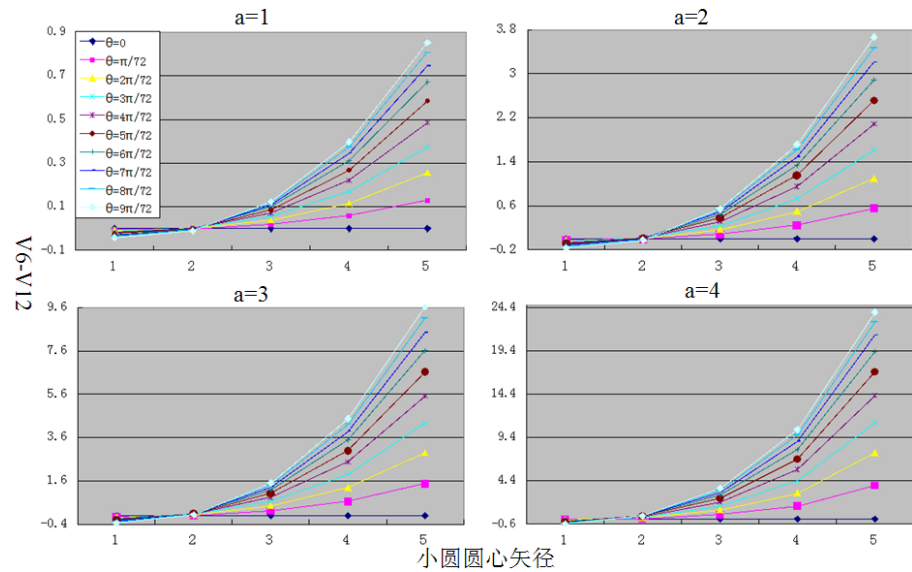 a=1
0.9
0.7
0.5
0.3
0.1
-0.1
θ=0
θ=π/72
θ=2π/72
θ=3π/72
θ=4π/72
θ=5π/72
θ=6π/72
θ=7π/72
θ=8π/72
θ=9π/72
1 2 3 4 5
a=2
3.8
3
2.2
1.4
0.6
-0.2
1 2 3 4 5
V6-V12
a=3
9.6
7.6
5.6
3.6
1.6
-0.4
1 2 3 4 5
a=4
24.4
19.4
14.4
9.4
4.4
-0.6
1 2 3 4 5
小圆圆心矢径